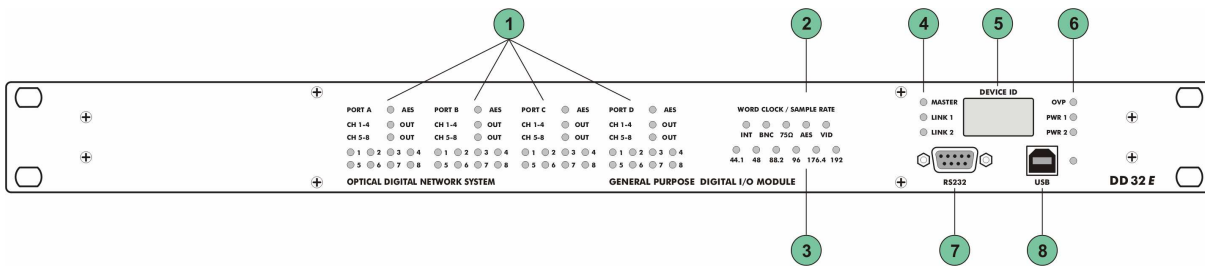 1
2
4
5
6
DEVICE ID
PORT A AES PORT B AES PORT C AES PORT D AES
CH 1-4 OUT CH 1-4 OUT CH 1-4 OUT CH 1-4 OUT
CH 5-8 OUT CH 5-8 OUT CH 5-8 OUT CH 5-8 OUT
1 2 3 4 1 2 3 4 1 2 3 4 1 2 3 4
5 6 7 8 5 6 7 8 5 6 7 8 5 6 7 8
WORD CLOCK / SAMPLE RATE
INT BNC 75Ω AES VID
44.1 48 88.2 96 176.4 192
MASTER
LINK 1
LINK 2
OVP
PWR 1
PWR 2
OPTICAL DIGITAL NETWORK SYSTEM
GENERAL PURPOSE DIGITAL I/O MODULE
RS232
USB
DD 32 E
3
7
8